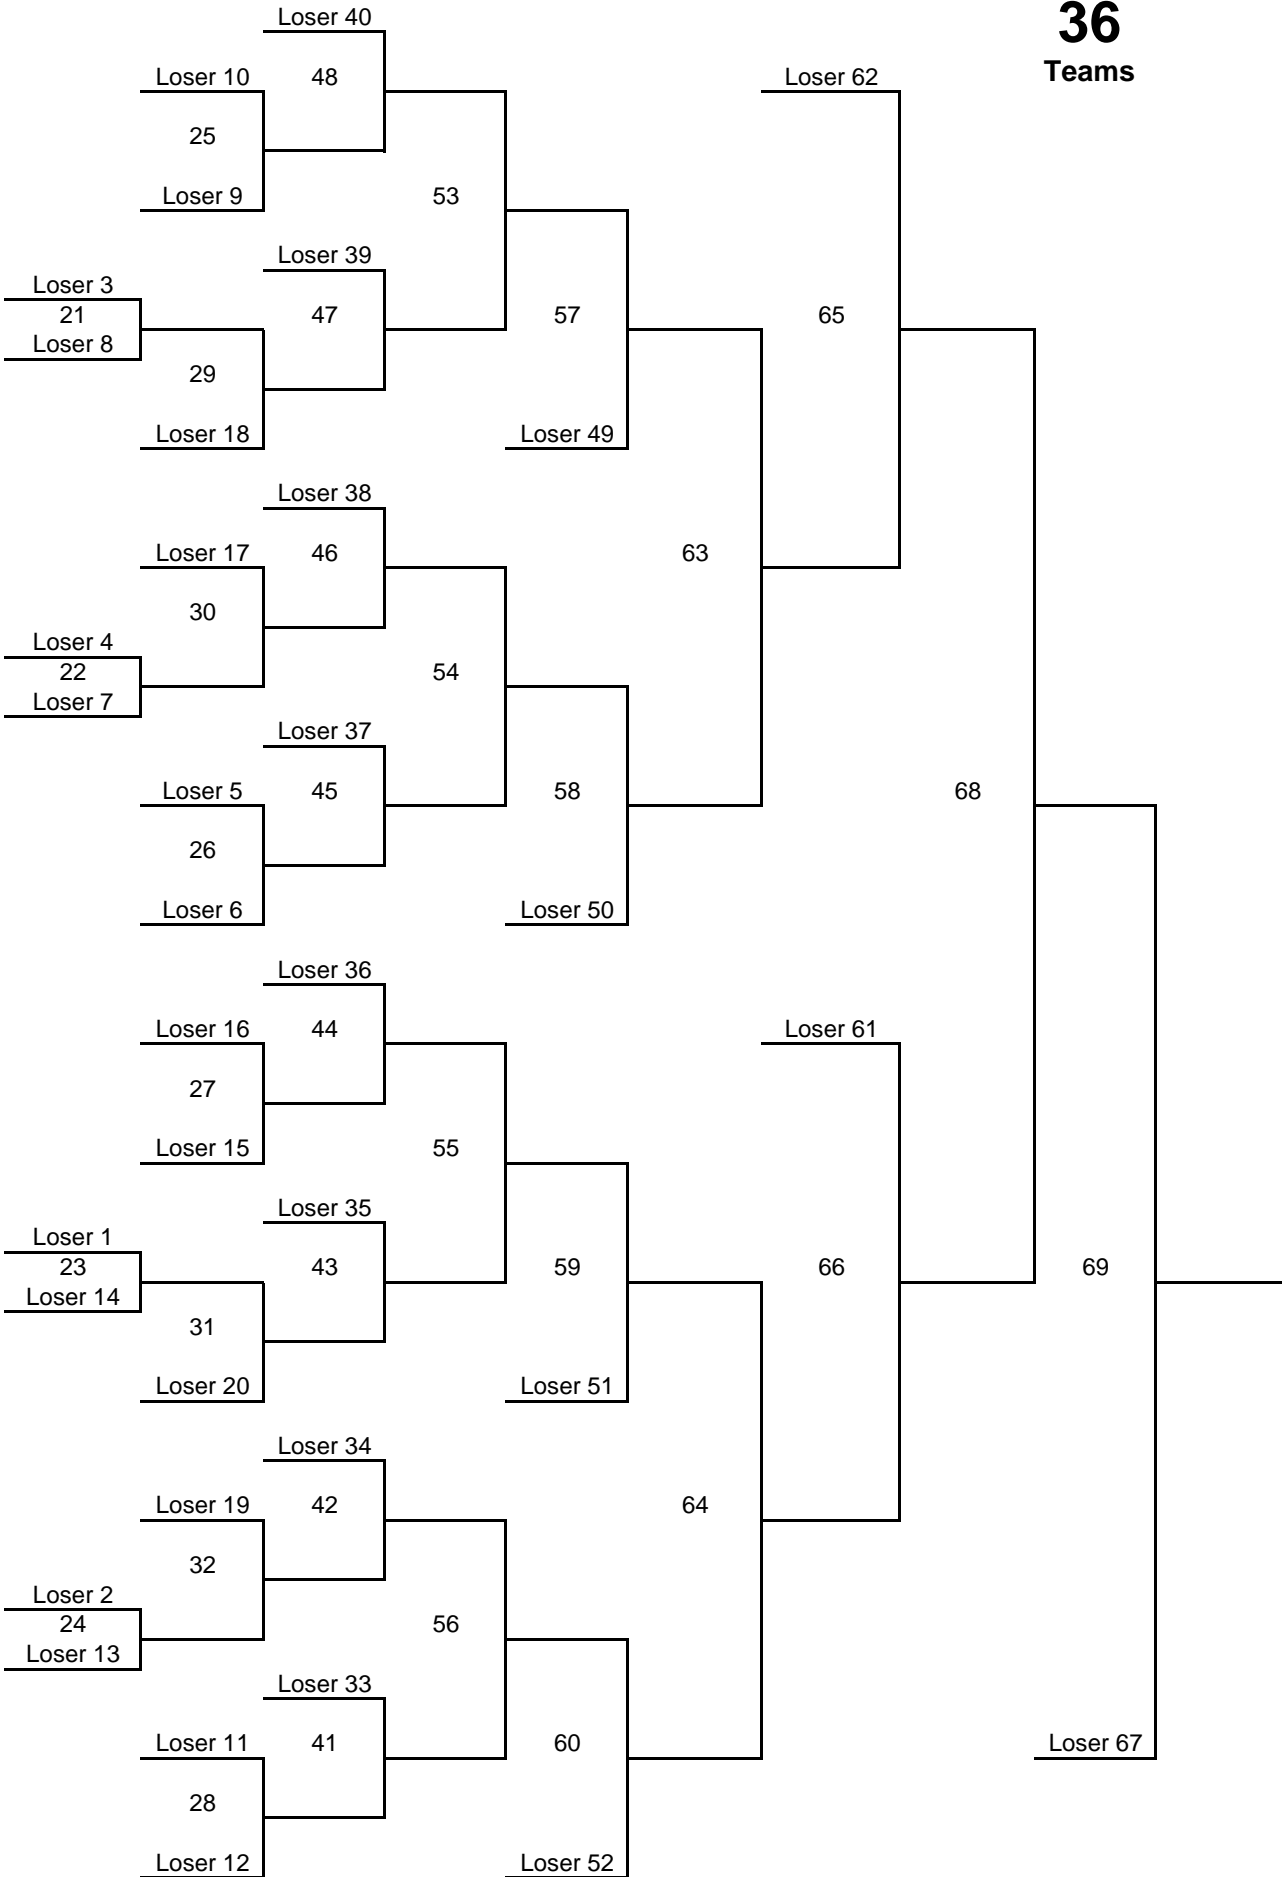 Loser 40
36
Teams
Loser 10
48
Loser 62
25
Loser 9
53
Loser 39
Loser 3
21
47
57
65
Loser 8
29
Loser 18
Loser 49
Loser 38
Loser 17
46
63
30
Loser 4
22
54
Loser 7
Loser 37
Loser 5
45
58
68
26
Loser 6
Loser 50
Loser 36
Loser 16
44
Loser 61
27
Loser 15
55
Loser 35
Loser 1
23
43
59
66
69
Loser 14
31
Loser 20
Loser 51
Loser 34
Loser 19
42
64
32
Loser 2
24
56
Loser 13
Loser 33
Loser 11
41
60
Loser 67
28
Loser 12
Loser 52